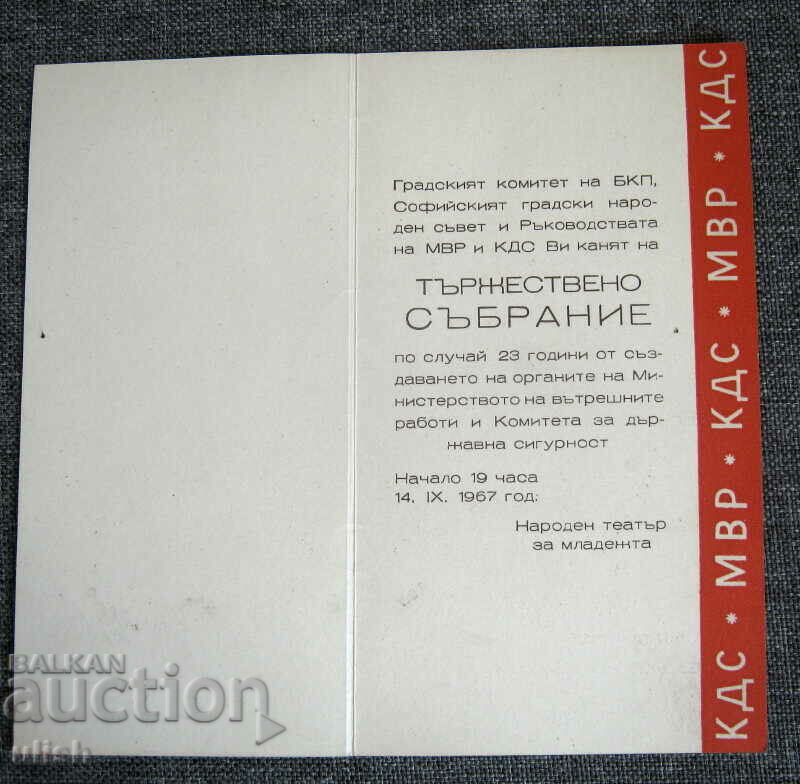 Градският комитет на БКП,
Софийският градски наро-
ден съвет и Ръководствата
на МВР и КДС Ви канят на
ТЪРЖЕСТВЕНО
СЪБРАНИЕ
по случай 23 години от съз-
даването на органите на Ми-
нистерството на вътрешните
работи и Комитета за дър-
жавна сигурност
Начало 19 часа
14. IX. 1967 год.
Народен театър
за младежта
КДС * МВР * КДС * МВР * КДС
BALKAN
auction
ulish